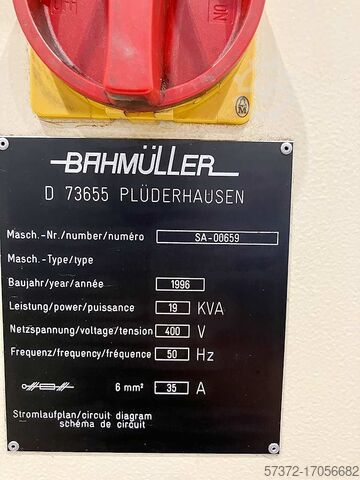 OFF
ON
BAHMÜLLER
D 73655 PLÜDERHAUSEN
Masch.-Nr./number/numéro SA-00659
Masch.-Type/type
Baujahr/year/année 1996
Leistung/power/puissance 19 KVA
Netzspannung/voltage/tension 400 V
Frequenz/frequency/fréquence 50 Hz
6 mm² 35 A
Stromlaufplan/circuit diagram
schéma de circuit
57372-17056682